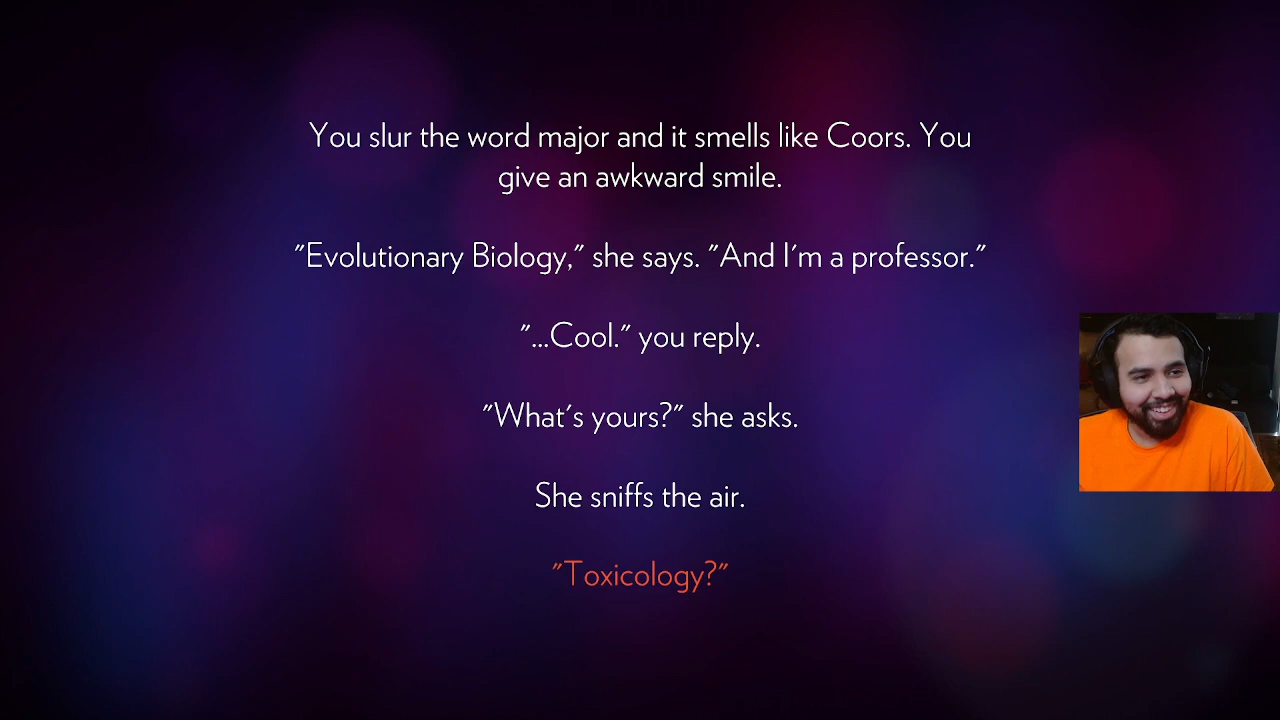 You slur the word major and it smells like Coors. You
give an awkward smile.
"Evolutionary Biology," she says. "And I'm a professor."
"...Cool." you reply.
"What's yours?" she asks.
She sniffs the air.
"Toxicology?"